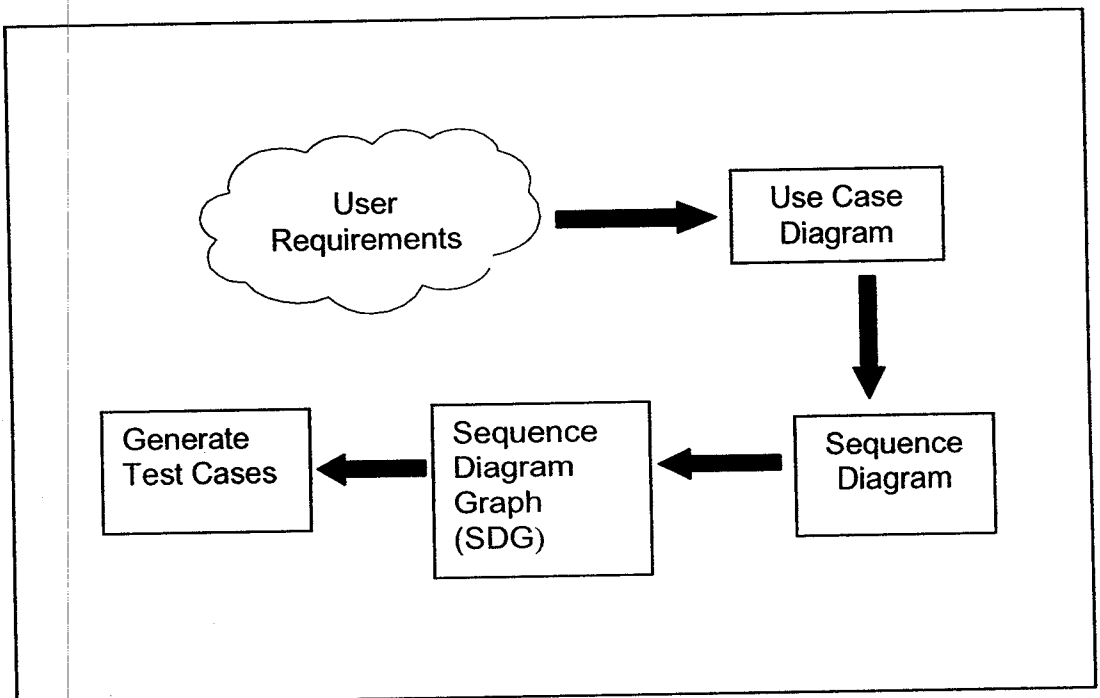 User
Requirements
Use Case
Diagram
Sequence
Diagram
Sequence
Diagram
Graph
(SDG)
Generate
Test Cases